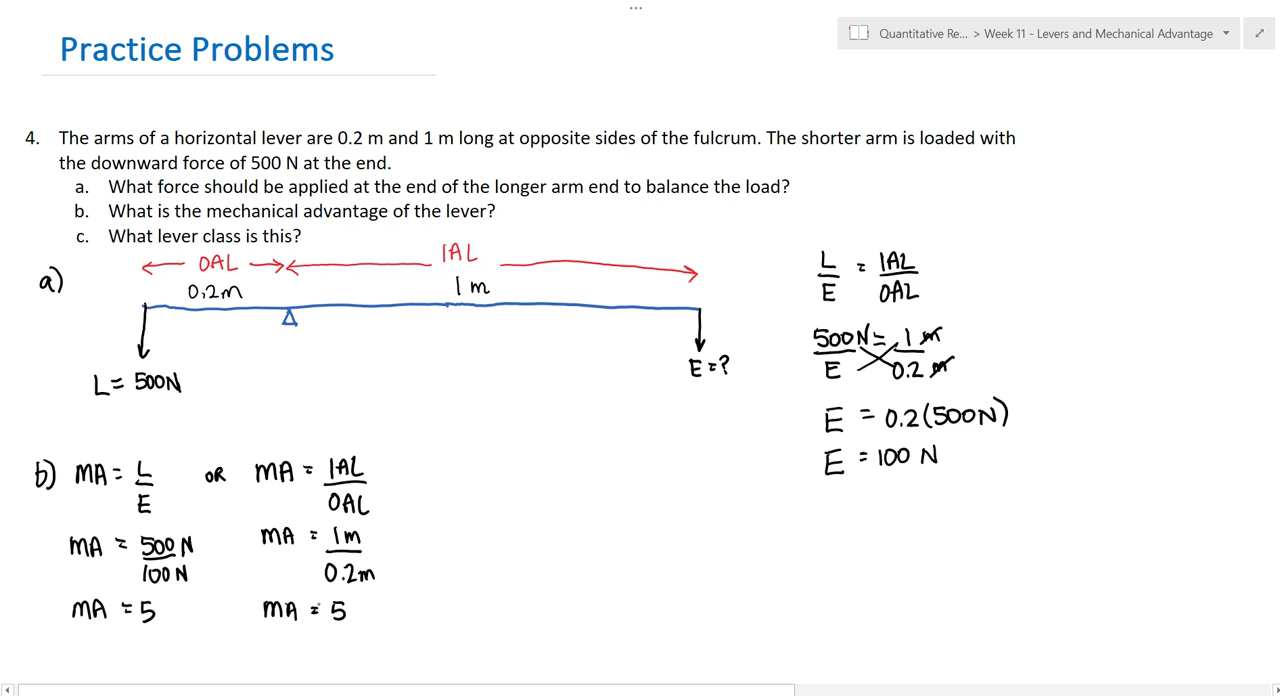 Practice Problems
Quantitative Re... > Week 11 - Levers and Mechanical Advantage
4. The arms of a horizontal lever are 0.2 m and 1 m long at opposite sides of the fulcrum. The shorter arm is loaded with
the downward force of 500 N at the end.
a. What force should be applied at the end of the longer arm end to balance the load?
b. What is the mechanical advantage of the lever?
c. What lever class is this?
a)
OAL
IAL
0.2m
1 m
L = 500N
E = ?
L/E = IAL/OAL
500N/E = 1 m/0.2 m
E = 0.2(500N)
E = 100 N
b) MA = L/E OR MA = IAL/OAL
MA = 500 N/100 N MA = 1m/0.2m
MA = 5 MA = 5